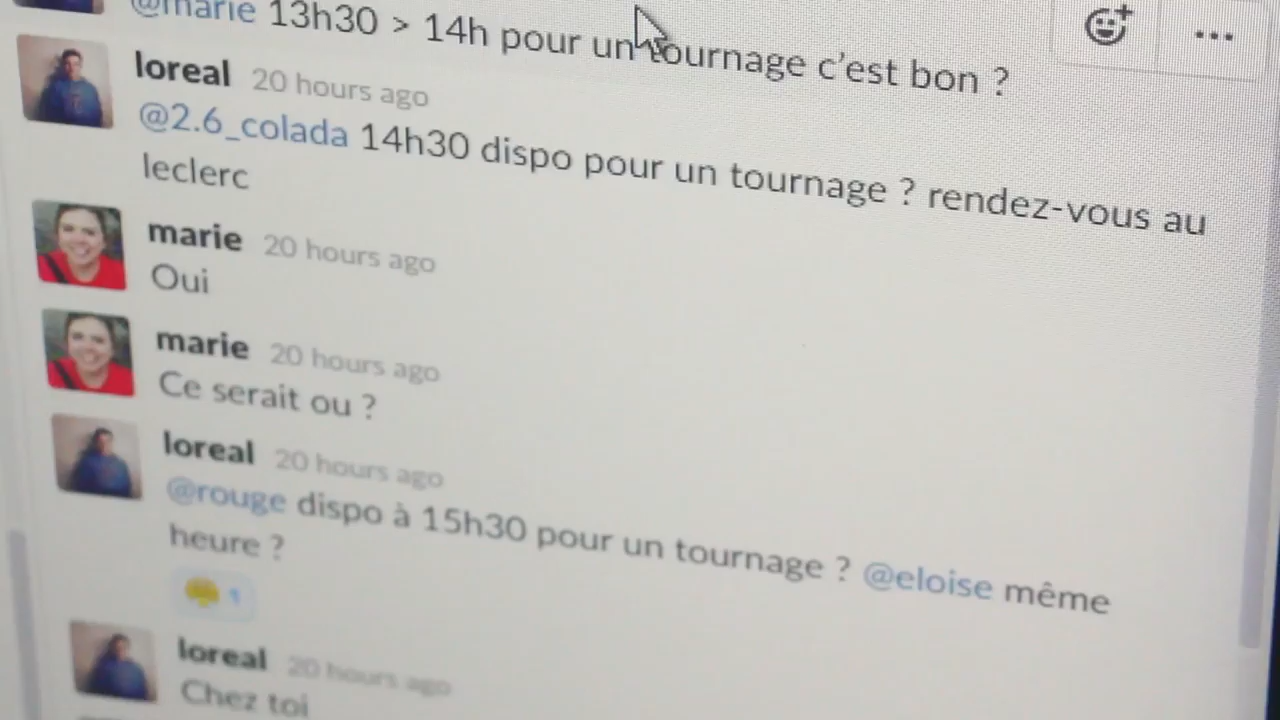 @marie 13h30 > 14h pour un tournage c'est bon ?
loreal 20 hours ago
@2.6_colada 14h30 dispo pour un tournage ? rendez-vous au
leclerc
marie 20 hours ago
Oui
marie 20 hours ago
Ce serait ou ?
loreal 20 hours ago
@rouge dispo à 15h30 pour un tournage ? @eloise même
heure ?
1
loreal 20 hours ago
Chez toi